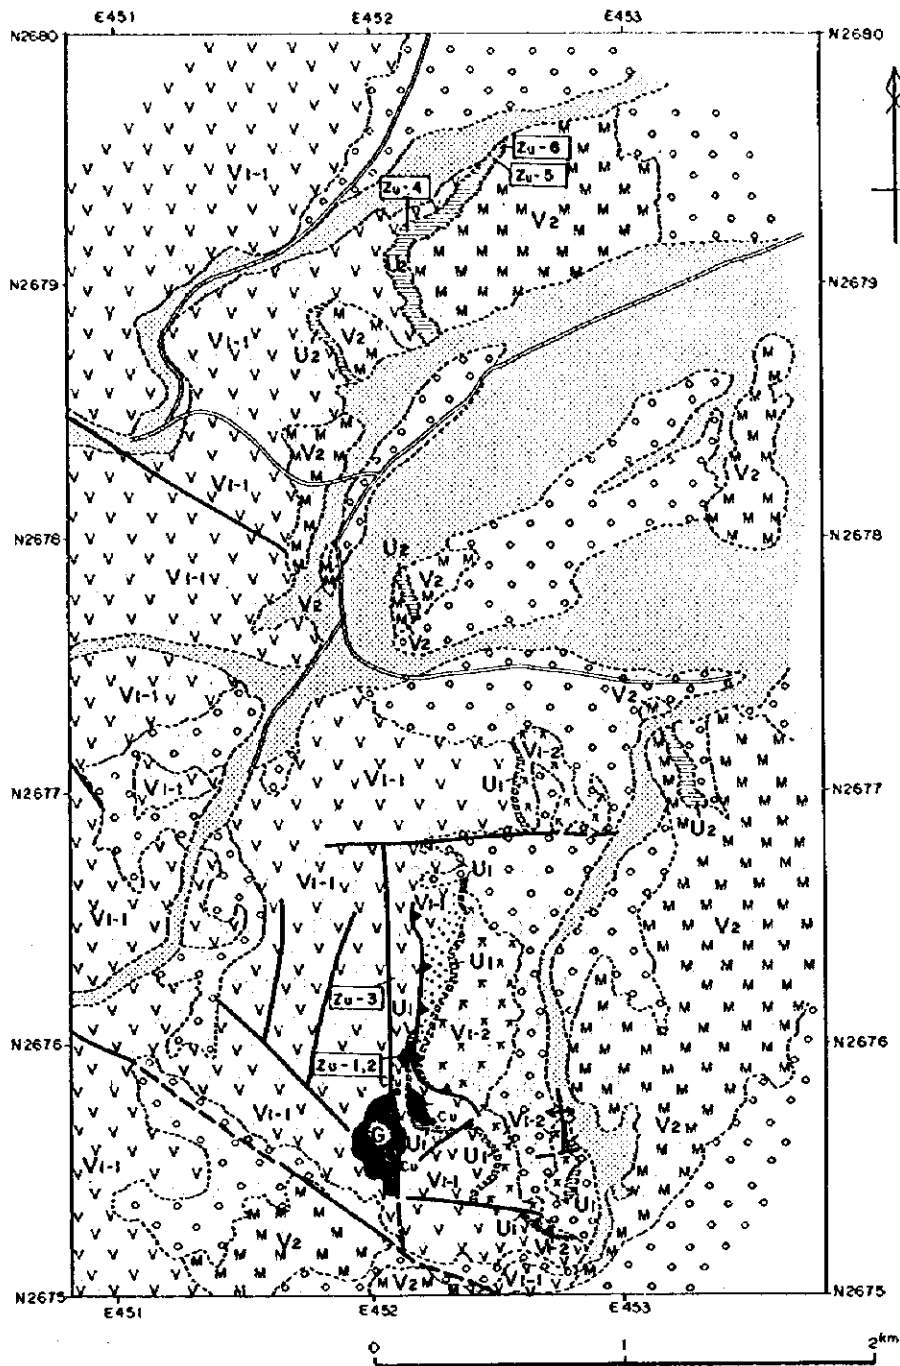 E451 E452 E453
N2680 N2680
V1-1
Zu-6
Zu-5
Zu-4
V2
U2
N2679 N2679
V1-1 V2
U2
V2
V2
V1-1
N2678 N2678
U2
V1-1 V2
V2
V2
V1-1 V2
V1-2
V1-1 V1-1 U1
N2677 N2677
U2
U1
V1-1 V1-1
V1-1 V2
U1
Zu-3
U1
V1-2
N2676 N2676
Zu-1,2
V1-1 Cu V1-2 V2
G
U1 U1
V1-1 Cu V1-1
U1
U1
V2 V1-2
V2 V1-1
N2675 N2675
E451 E452 E453
0 1 2km